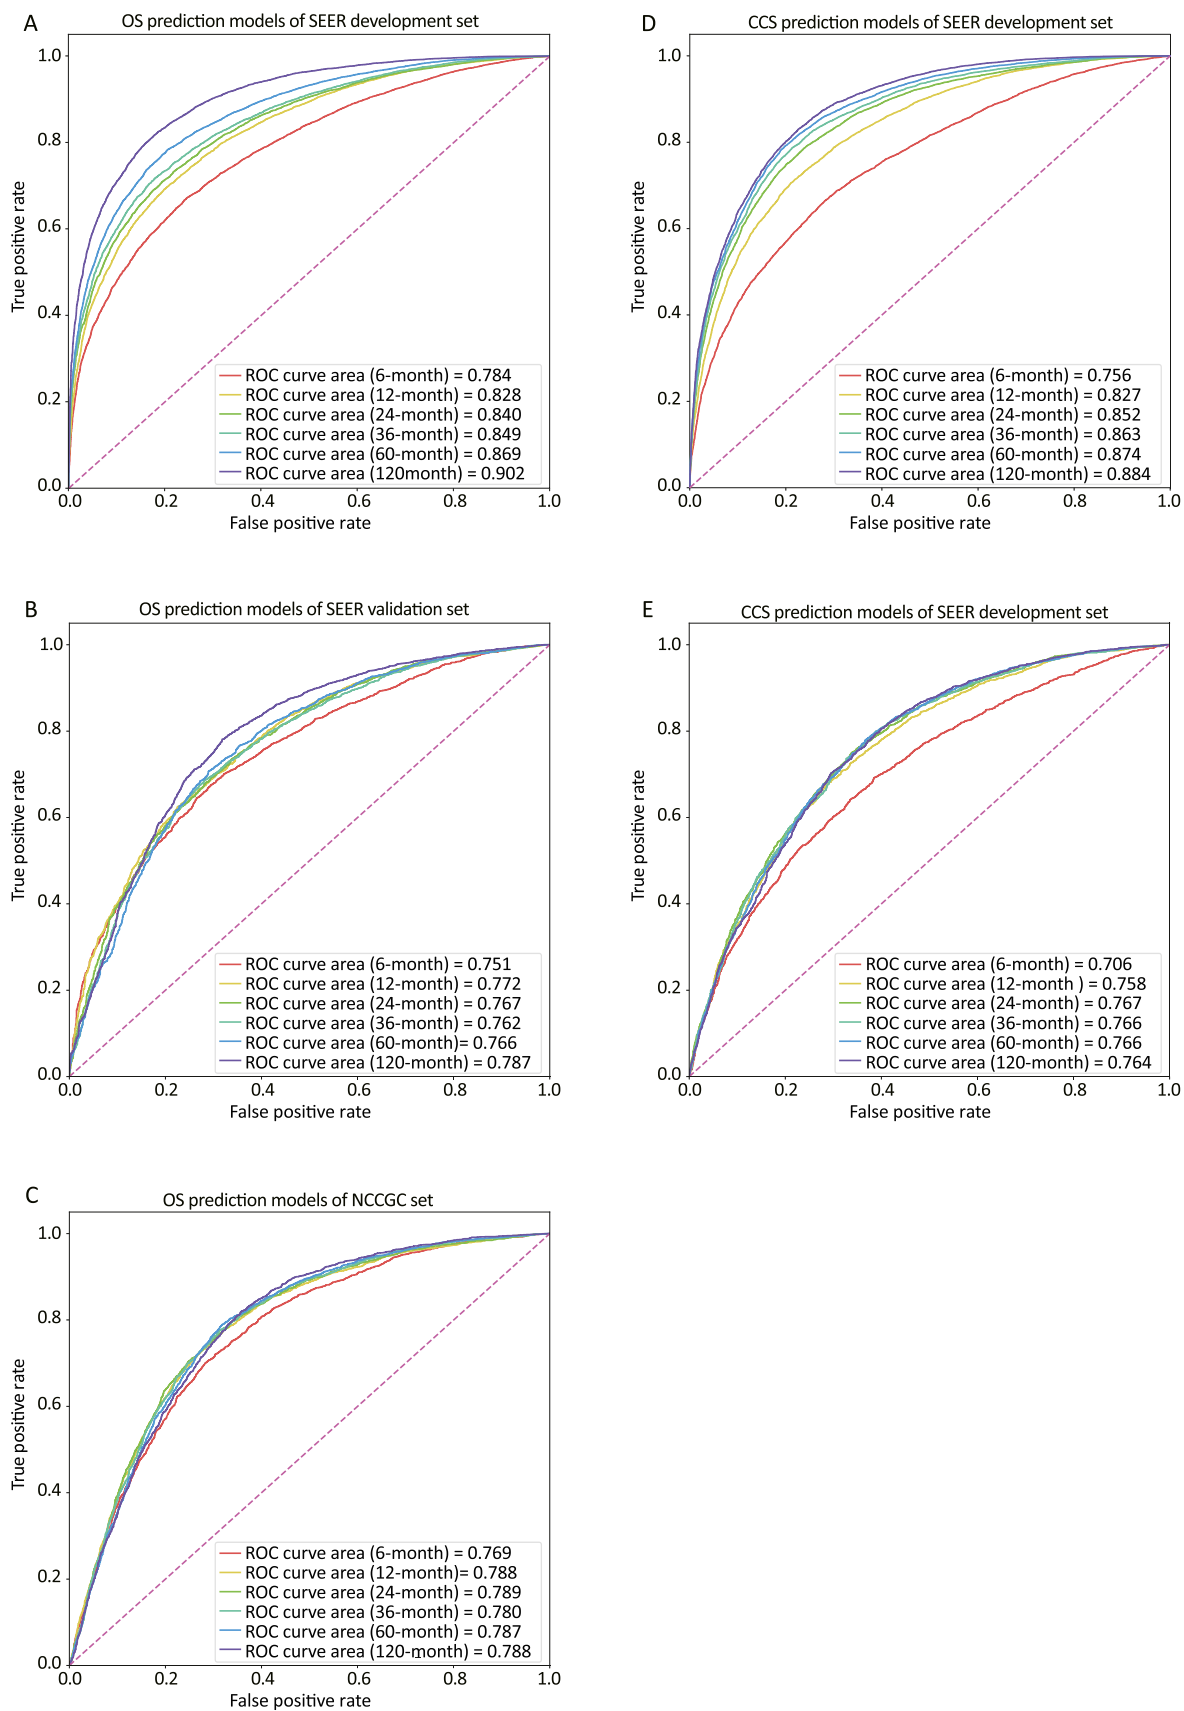 A
OS prediction models of SEER development set
True positive rate
1.0
0.8
0.6
0.4
0.2
0.0
ROC curve area (6-month) = 0.784
ROC curve area (12-month) = 0.828
ROC curve area (24-month) = 0.840
ROC curve area (36-month) = 0.849
ROC curve area (60-month) = 0.869
ROC curve area (120month) = 0.902
0.0 0.2 0.4 0.6 0.8 1.0
False positive rate
D
CCS prediction models of SEER development set
True positive rate
1.0
0.8
0.6
0.4
0.2
0.0
ROC curve area (6-month) = 0.756
ROC curve area (12-month) = 0.827
ROC curve area (24-month) = 0.852
ROC curve area (36-month) = 0.863
ROC curve area (60-month) = 0.874
ROC curve area (120-month) = 0.884
0.0 0.2 0.4 0.6 0.8 1.0
False positive rate
B
OS prediction models of SEER validation set
True positive rate
1.0
0.8
0.6
0.4
0.2
0.0
ROC curve area (6-month) = 0.751
ROC curve area (12-month) = 0.772
ROC curve area (24-month) = 0.767
ROC curve area (36-month) = 0.762
ROC curve area (60-month)= 0.766
ROC curve area (120-month) = 0.787
0.0 0.2 0.4 0.6 0.8 1.0
False positive rate
E
CCS prediction models of SEER development set
True positive rate
1.0
0.8
0.6
0.4
0.2
0.0
ROC curve area (6-month) = 0.706
ROC curve area (12-month ) = 0.758
ROC curve area (24-month) = 0.767
ROC curve area (36-month) = 0.766
ROC curve area (60-month) = 0.766
ROC curve area (120-month) = 0.764
0.0 0.2 0.4 0.6 0.8 1.0
False positive rate
C
OS prediction models of NCCGC set
True positive rate
1.0
0.8
0.6
0.4
0.2
0.0
ROC curve area (6-month) = 0.769
ROC curve area (12-month)= 0.788
ROC curve area (24-month) = 0.789
ROC curve area (36-month) = 0.780
ROC curve area (60-month) = 0.787
ROC curve area (120-month) = 0.788
0.0 0.2 0.4 0.6 0.8 1.0
False positive rate